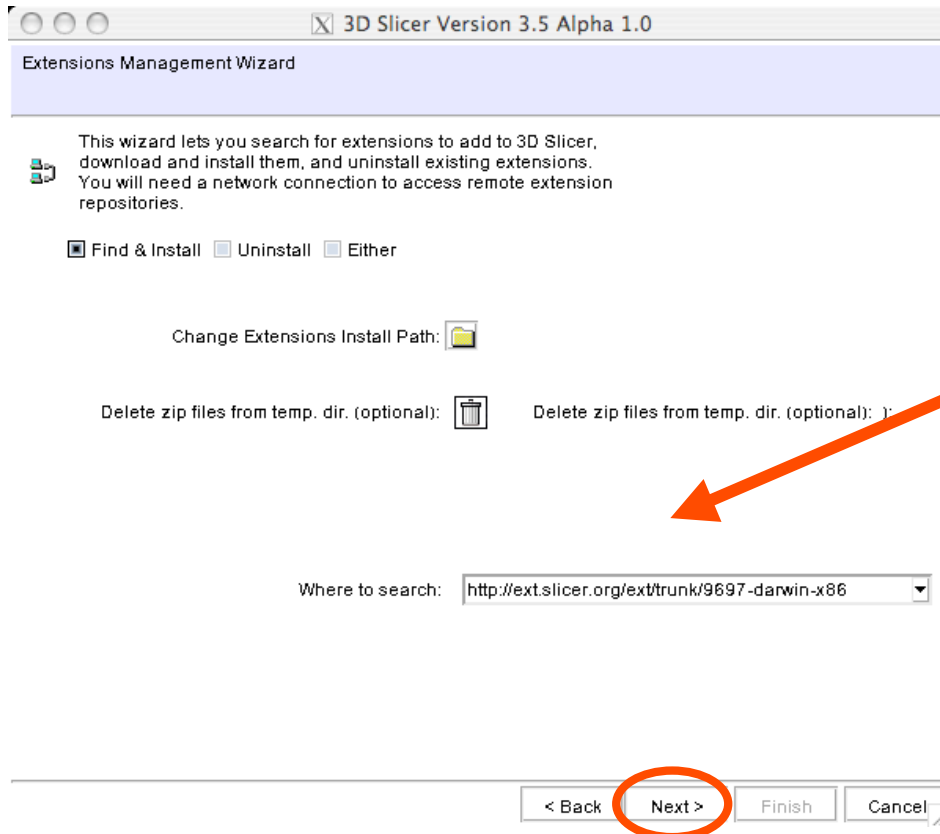 3D Slicer Version 3.5 Alpha 1.0
Extensions Management Wizard
This wizard lets you search for extensions to add to 3D Slicer,
download and install them, and uninstall existing extensions.
You will need a network connection to access remote extension
repositories.
Find & Install Uninstall Either
Change Extensions Install Path:
Delete zip files from temp. dir. (optional): Delete zip files from temp. dir. (optional): ):
Where to search: http://ext.slicer.org/ext/trunk/9697-darwin-x86
< Back Next > Finish Cancel